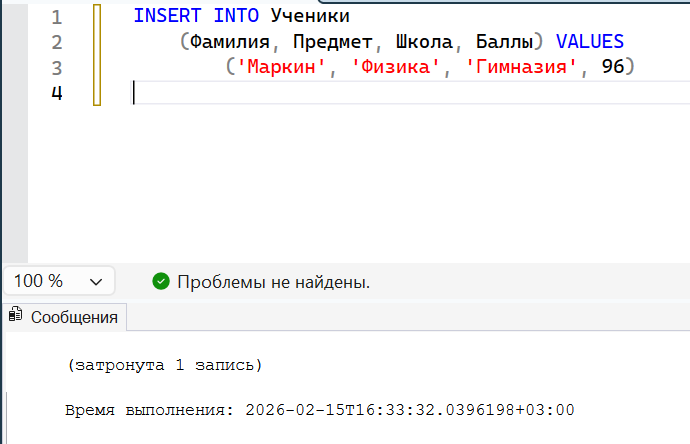 1 INSERT INTO Ученики
2 (Фамилия, Предмет, Школа, Баллы) VALUES
3 ('Маркин', 'Физика', 'Гимназия', 96)
4
100 %
Проблемы не найдены.
Сообщения
(затронута 1 запись)
Время выполнения: 2026-02-15T16:33:32.0396198+03:00